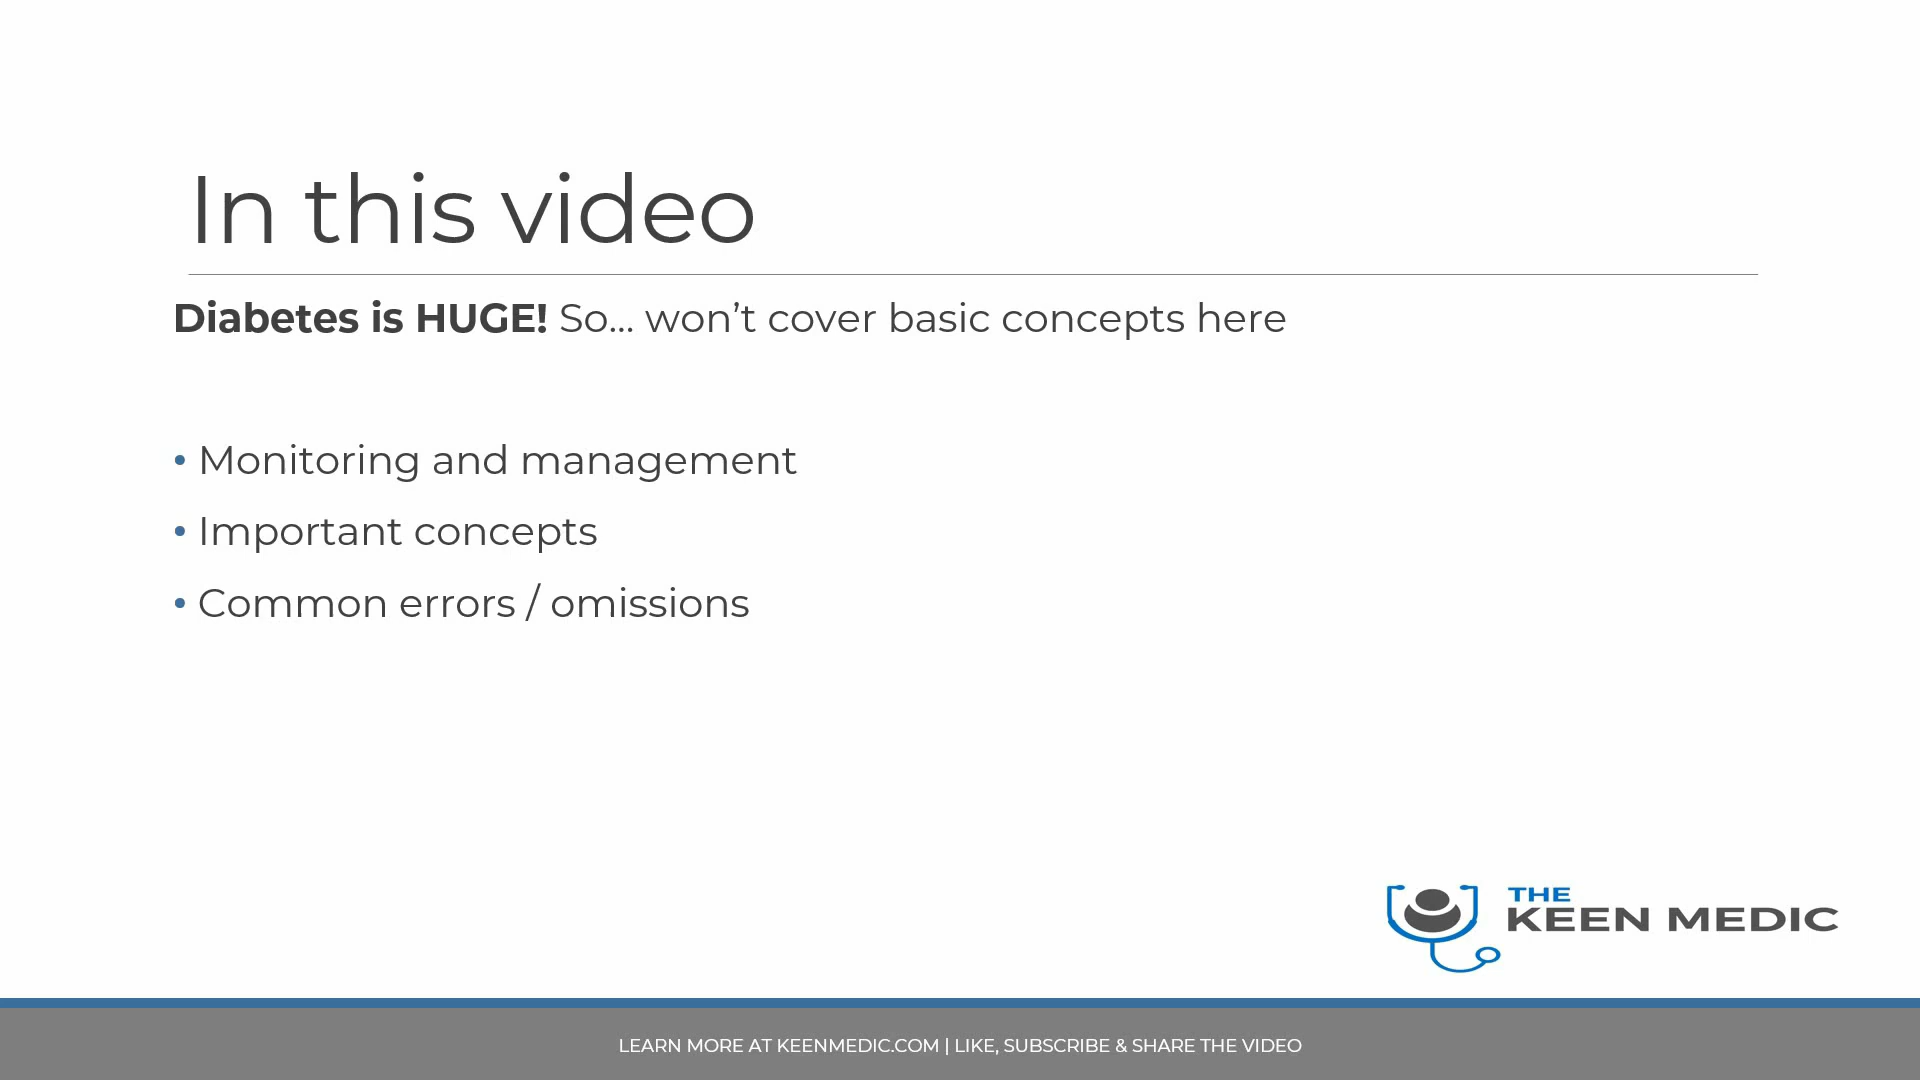 In this video
Diabetes is HUGE! So... won’t cover basic concepts here
• Monitoring and management
• Important concepts
• Common errors / omissions
THE
KEEN MEDIC
LEARN MORE AT KEENMEDIC.COM | LIKE, SUBSCRIBE & SHARE THE VIDEO